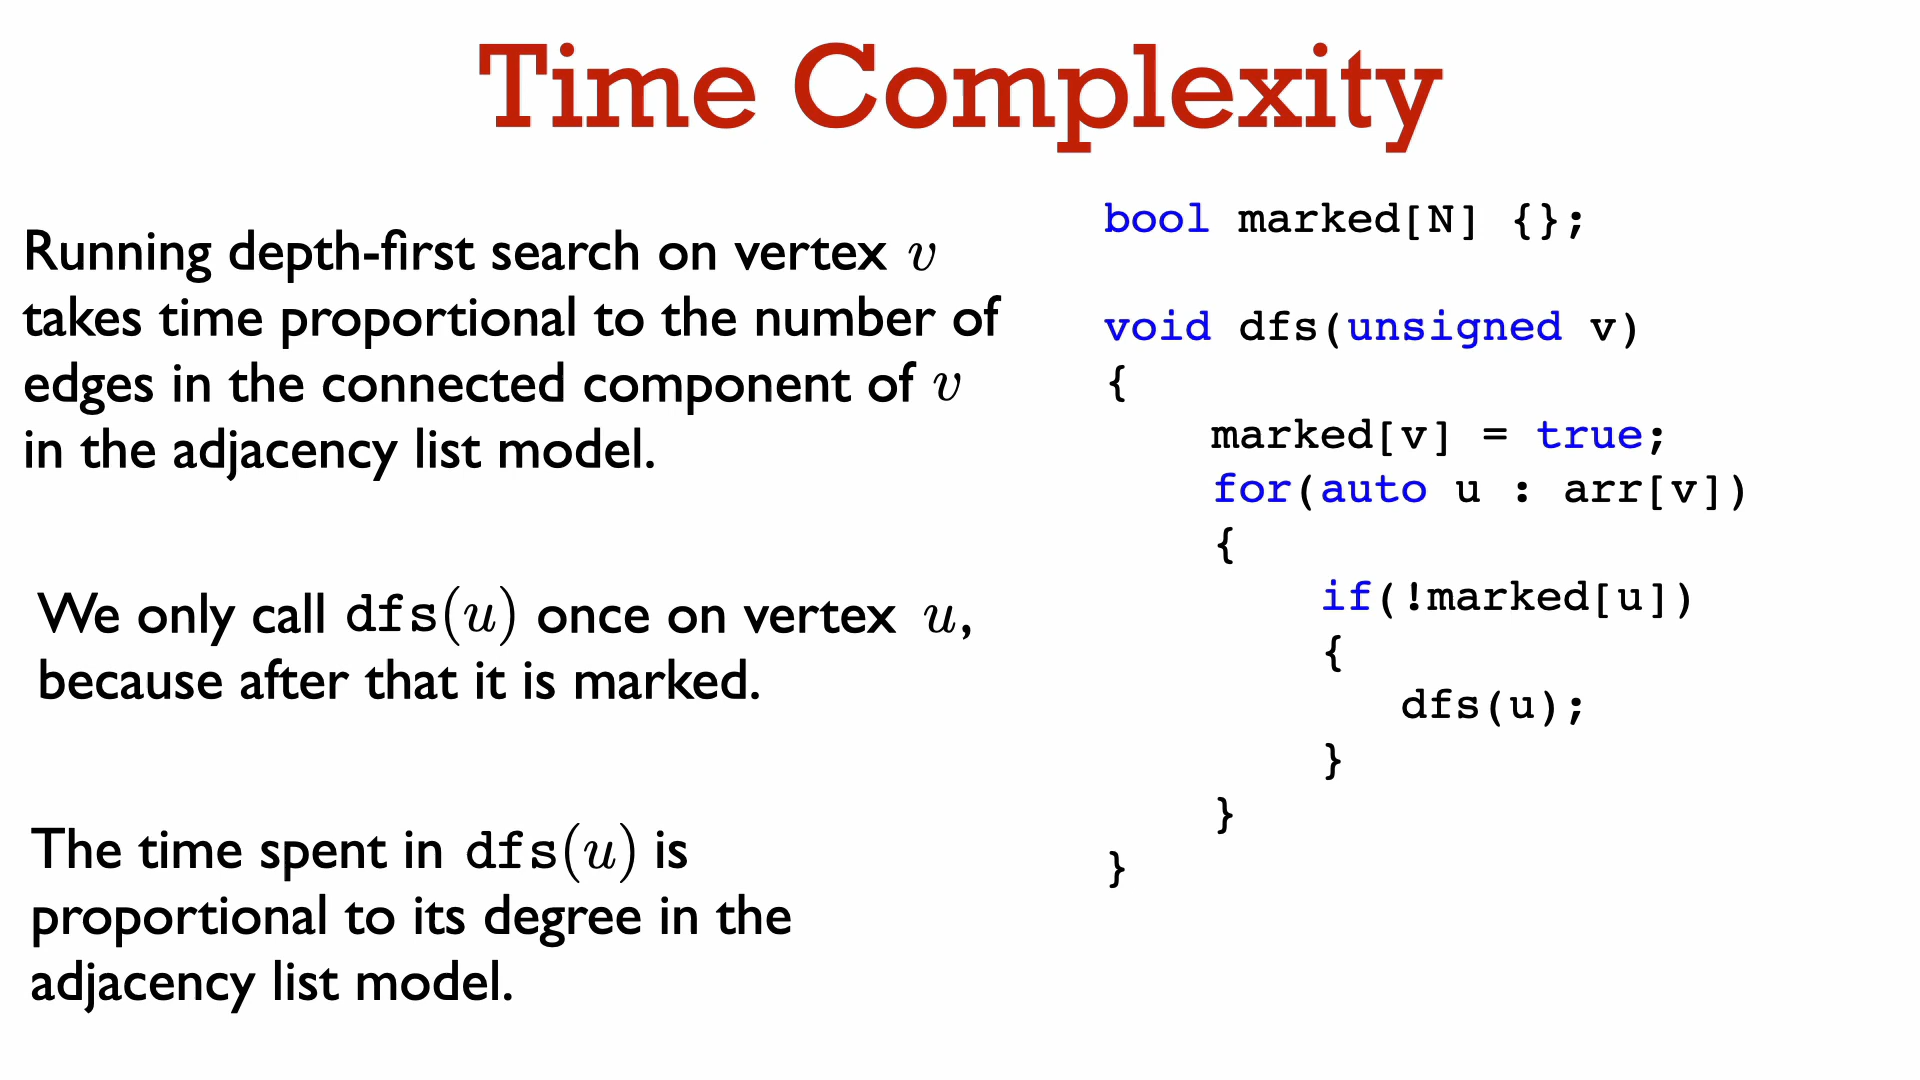 Time Complexity
Running depth-first search on vertex v
takes time proportional to the number of
edges in the connected component of v
in the adjacency list model.
We only call dfs(u) once on vertex u,
because after that it is marked.
The time spent in dfs(u) is
proportional to its degree in the
adjacency list model.
bool marked[N] {};
void dfs(unsigned v)
{
    marked[v] = true;
    for(auto u : arr[v])
    {
        if(!marked[u])
        {
           dfs(u);
        }
    }
}